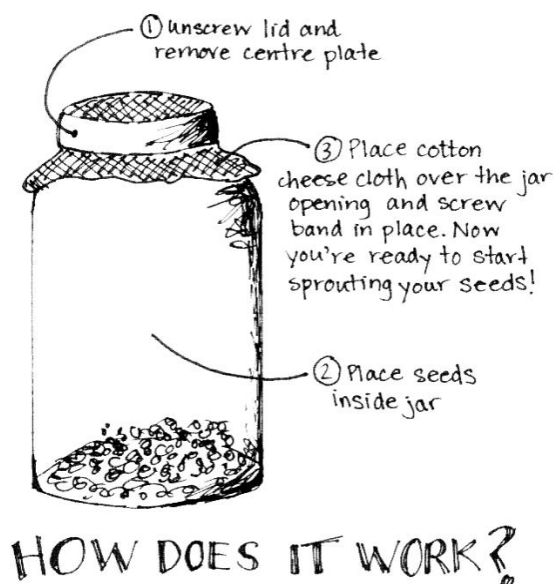 ① Unscrew lid and
remove centre plate
③ Place cotton
cheese cloth over the jar
opening and screw
band in place. Now
you're ready to start
sprouting your seeds!
② Place seeds
inside jar
HOW DOES IT WORK?